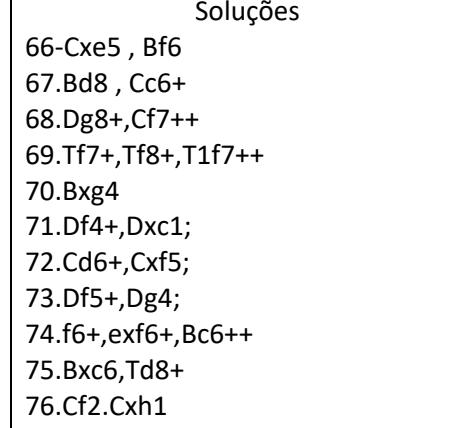 Soluções
66-Cxe5 , Bf6
67.Bd8 , Cc6+
68.Dg8+,Cf7++
69.Tf7+,Tf8+,T1f7++
70.Bxg4
71.Df4+,Dxc1;
72.Cd6+,Cxf5;
73.Df5+,Dg4;
74.f6+,exf6+,Bc6++
75.Bxc6,Td8+
76.Cf2.Cxh1